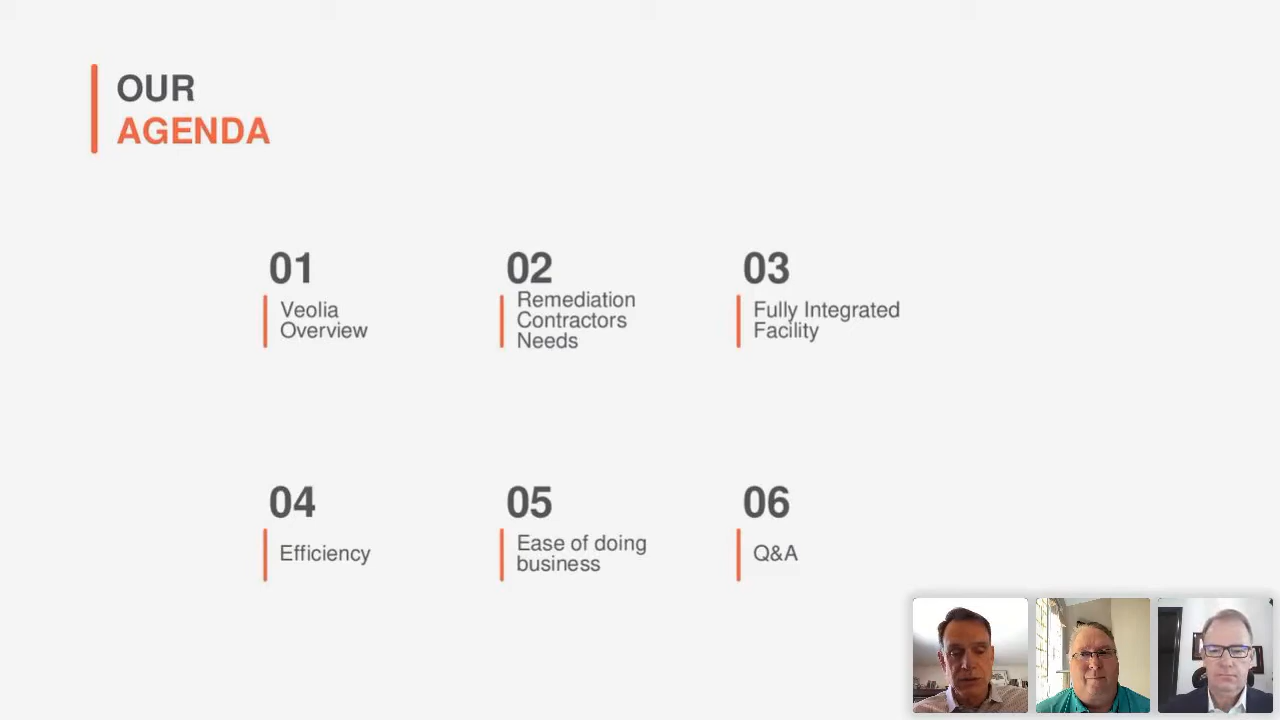 OUR
AGENDA
01
Veolia
Overview
02
Remediation
Contractors
Needs
03
Fully Integrated
Facility
04
Efficiency
05
Ease of doing
business
06
Q&A